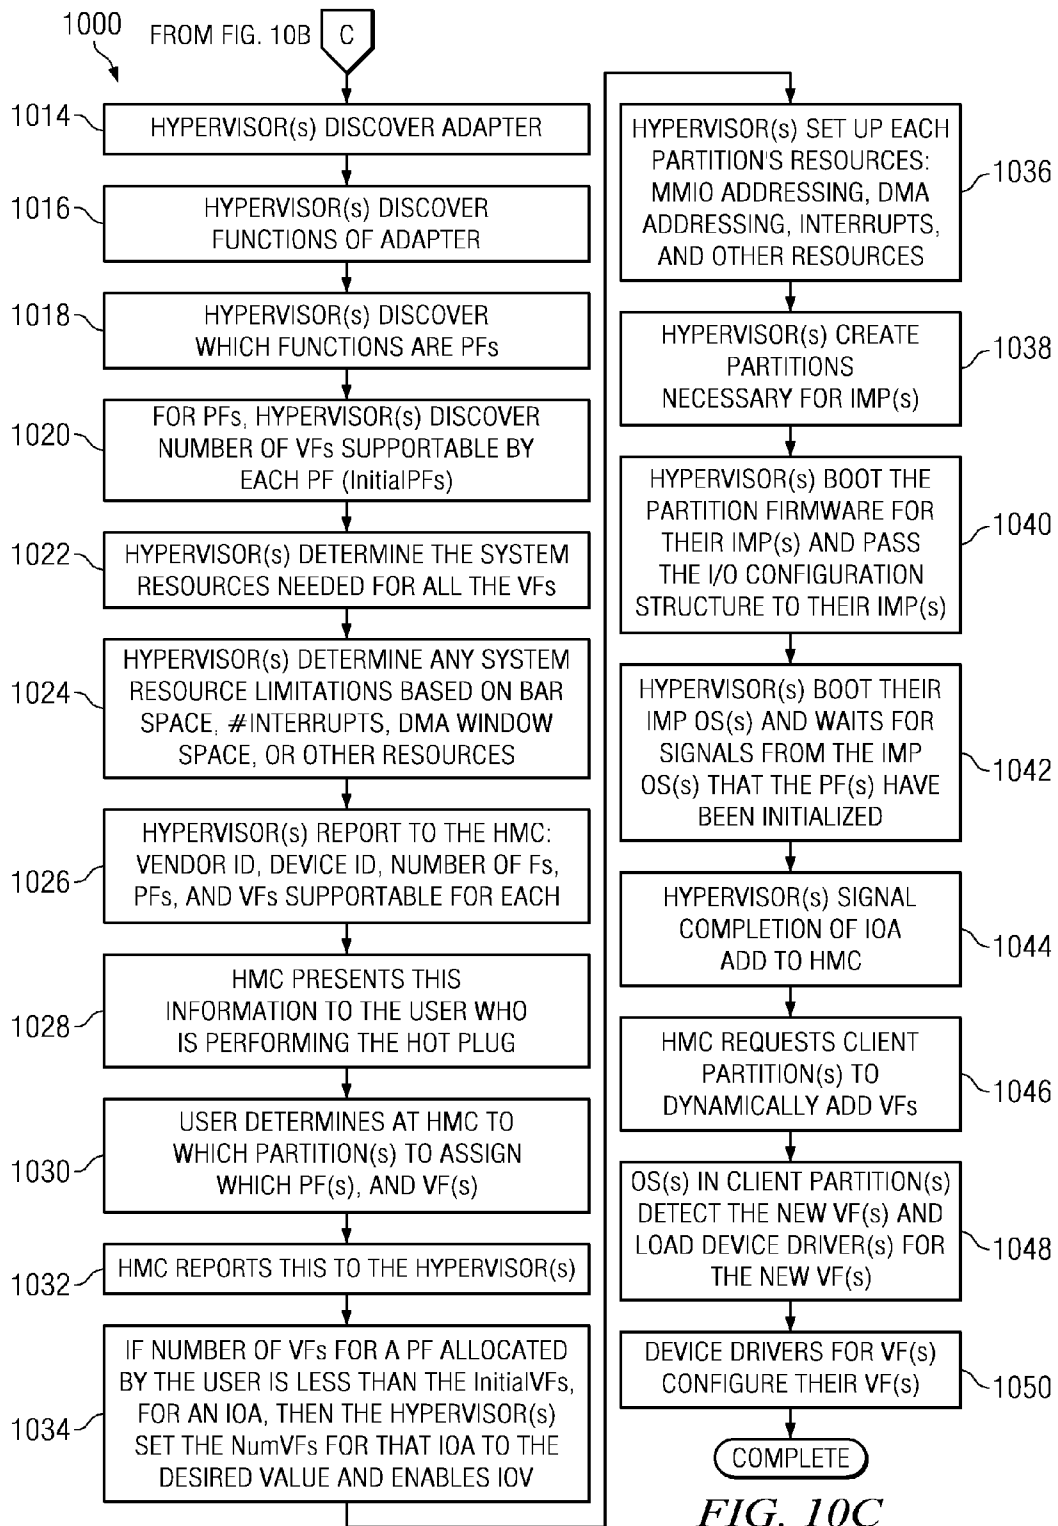 1000
FROM FIG. 10B
C
1014
HYPERVISOR(s) DISCOVER ADAPTER
1016
HYPERVISOR(s) DISCOVER
FUNCTIONS OF ADAPTER
1018
HYPERVISOR(s) DISCOVER
WHICH FUNCTIONS ARE PFs
1020
FOR PFs, HYPERVISOR(s) DISCOVER
NUMBER OF VFs SUPPORTABLE BY
EACH PF (InitialPFs)
1022
HYPERVISOR(s) DETERMINE THE SYSTEM
RESOURCES NEEDED FOR ALL THE VFs
1024
HYPERVISOR(s) DETERMINE ANY SYSTEM
RESOURCE LIMITATIONS BASED ON BAR
SPACE, #INTERRUPTS, DMA WINDOW
SPACE, OR OTHER RESOURCES
1026
HYPERVISOR(s) REPORT TO THE HMC:
VENDOR ID, DEVICE ID, NUMBER OF Fs,
PFs, AND VFs SUPPORTABLE FOR EACH
1028
HMC PRESENTS THIS
INFORMATION TO THE USER WHO
IS PERFORMING THE HOT PLUG
1030
USER DETERMINES AT HMC TO
WHICH PARTITION(s) TO ASSIGN
WHICH PF(s), AND VF(s)
1032
HMC REPORTS THIS TO THE HYPERVISOR(s)
1034
IF NUMBER OF VFs FOR A PF ALLOCATED
BY THE USER IS LESS THAN THE InitialVFs,
FOR AN IOA, THEN THE HYPERVISOR(s)
SET THE NumVFs FOR THAT IOA TO THE
DESIRED VALUE AND ENABLES IOV
HYPERVISOR(s) SET UP EACH
PARTITION'S RESOURCES:
MMIO ADDRESSING, DMA
ADDRESSING, INTERRUPTS,
AND OTHER RESOURCES
1036
HYPERVISOR(s) CREATE
PARTITIONS
NECESSARY FOR IMP(s)
1038
HYPERVISOR(s) BOOT THE
PARTITION FIRMWARE FOR
THEIR IMP(s) AND PASS
THE I/O CONFIGURATION
STRUCTURE TO THEIR IMP(s)
1040
HYPERVISOR(s) BOOT THEIR
IMP OS(s) AND WAITS FOR
SIGNALS FROM THE IMP
OS(s) THAT THE PF(s) HAVE
BEEN INITIALIZED
1042
HYPERVISOR(s) SIGNAL
COMPLETION OF IOA
ADD TO HMC
1044
HMC REQUESTS CLIENT
PARTITION(s) TO
DYNAMICALLY ADD VFs
1046
OS(s) IN CLIENT PARTITION(s)
DETECT THE NEW VF(s) AND
LOAD DEVICE DRIVER(s) FOR
THE NEW VF(s)
1048
DEVICE DRIVERS FOR VF(s)
CONFIGURE THEIR VF(s)
1050
COMPLETE
FIG. 10C